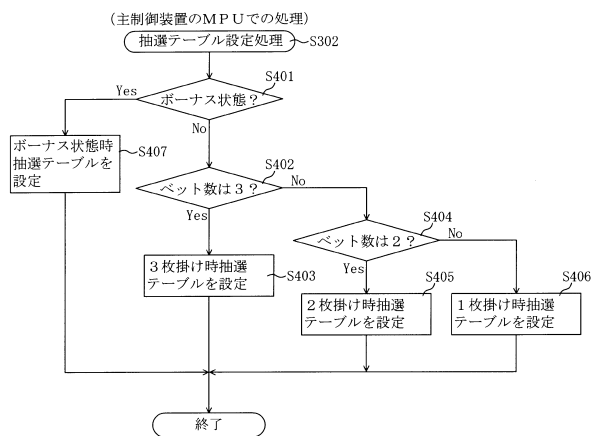 (主制御装置のＭＰＵでの処理)
抽選テーブル設定処理
S302
S401
ボーナス状態？
Yes
No
ボーナス状態時
抽選テーブルを
設定
S407
S402
ベット数は３？
No
Yes
S404
ベット数は２？
No
Yes
３枚掛け時抽選
テーブルを設定
S403
S405
２枚掛け時抽選
テーブルを設定
S406
１枚掛け時抽選
テーブルを設定
終了